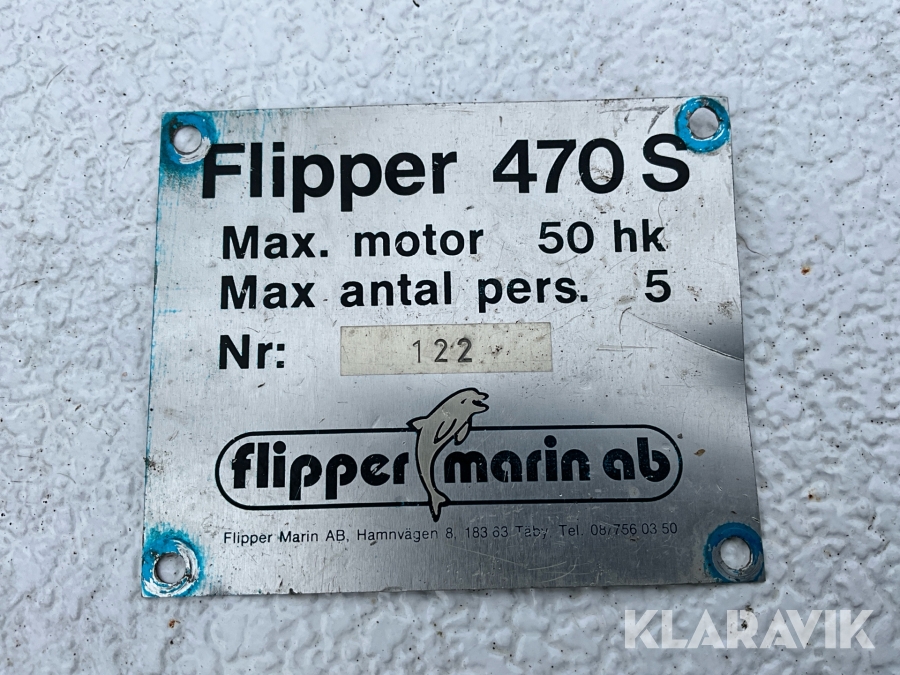 Flipper 470 S
Max. motor 50 hk
Max antal pers. 5
Nr: 122
flipper marin ab
Flipper Marin AB, Hamnvägen 8, 183 63 Täby, Tel. 08/756 03 50
KLARAVIK